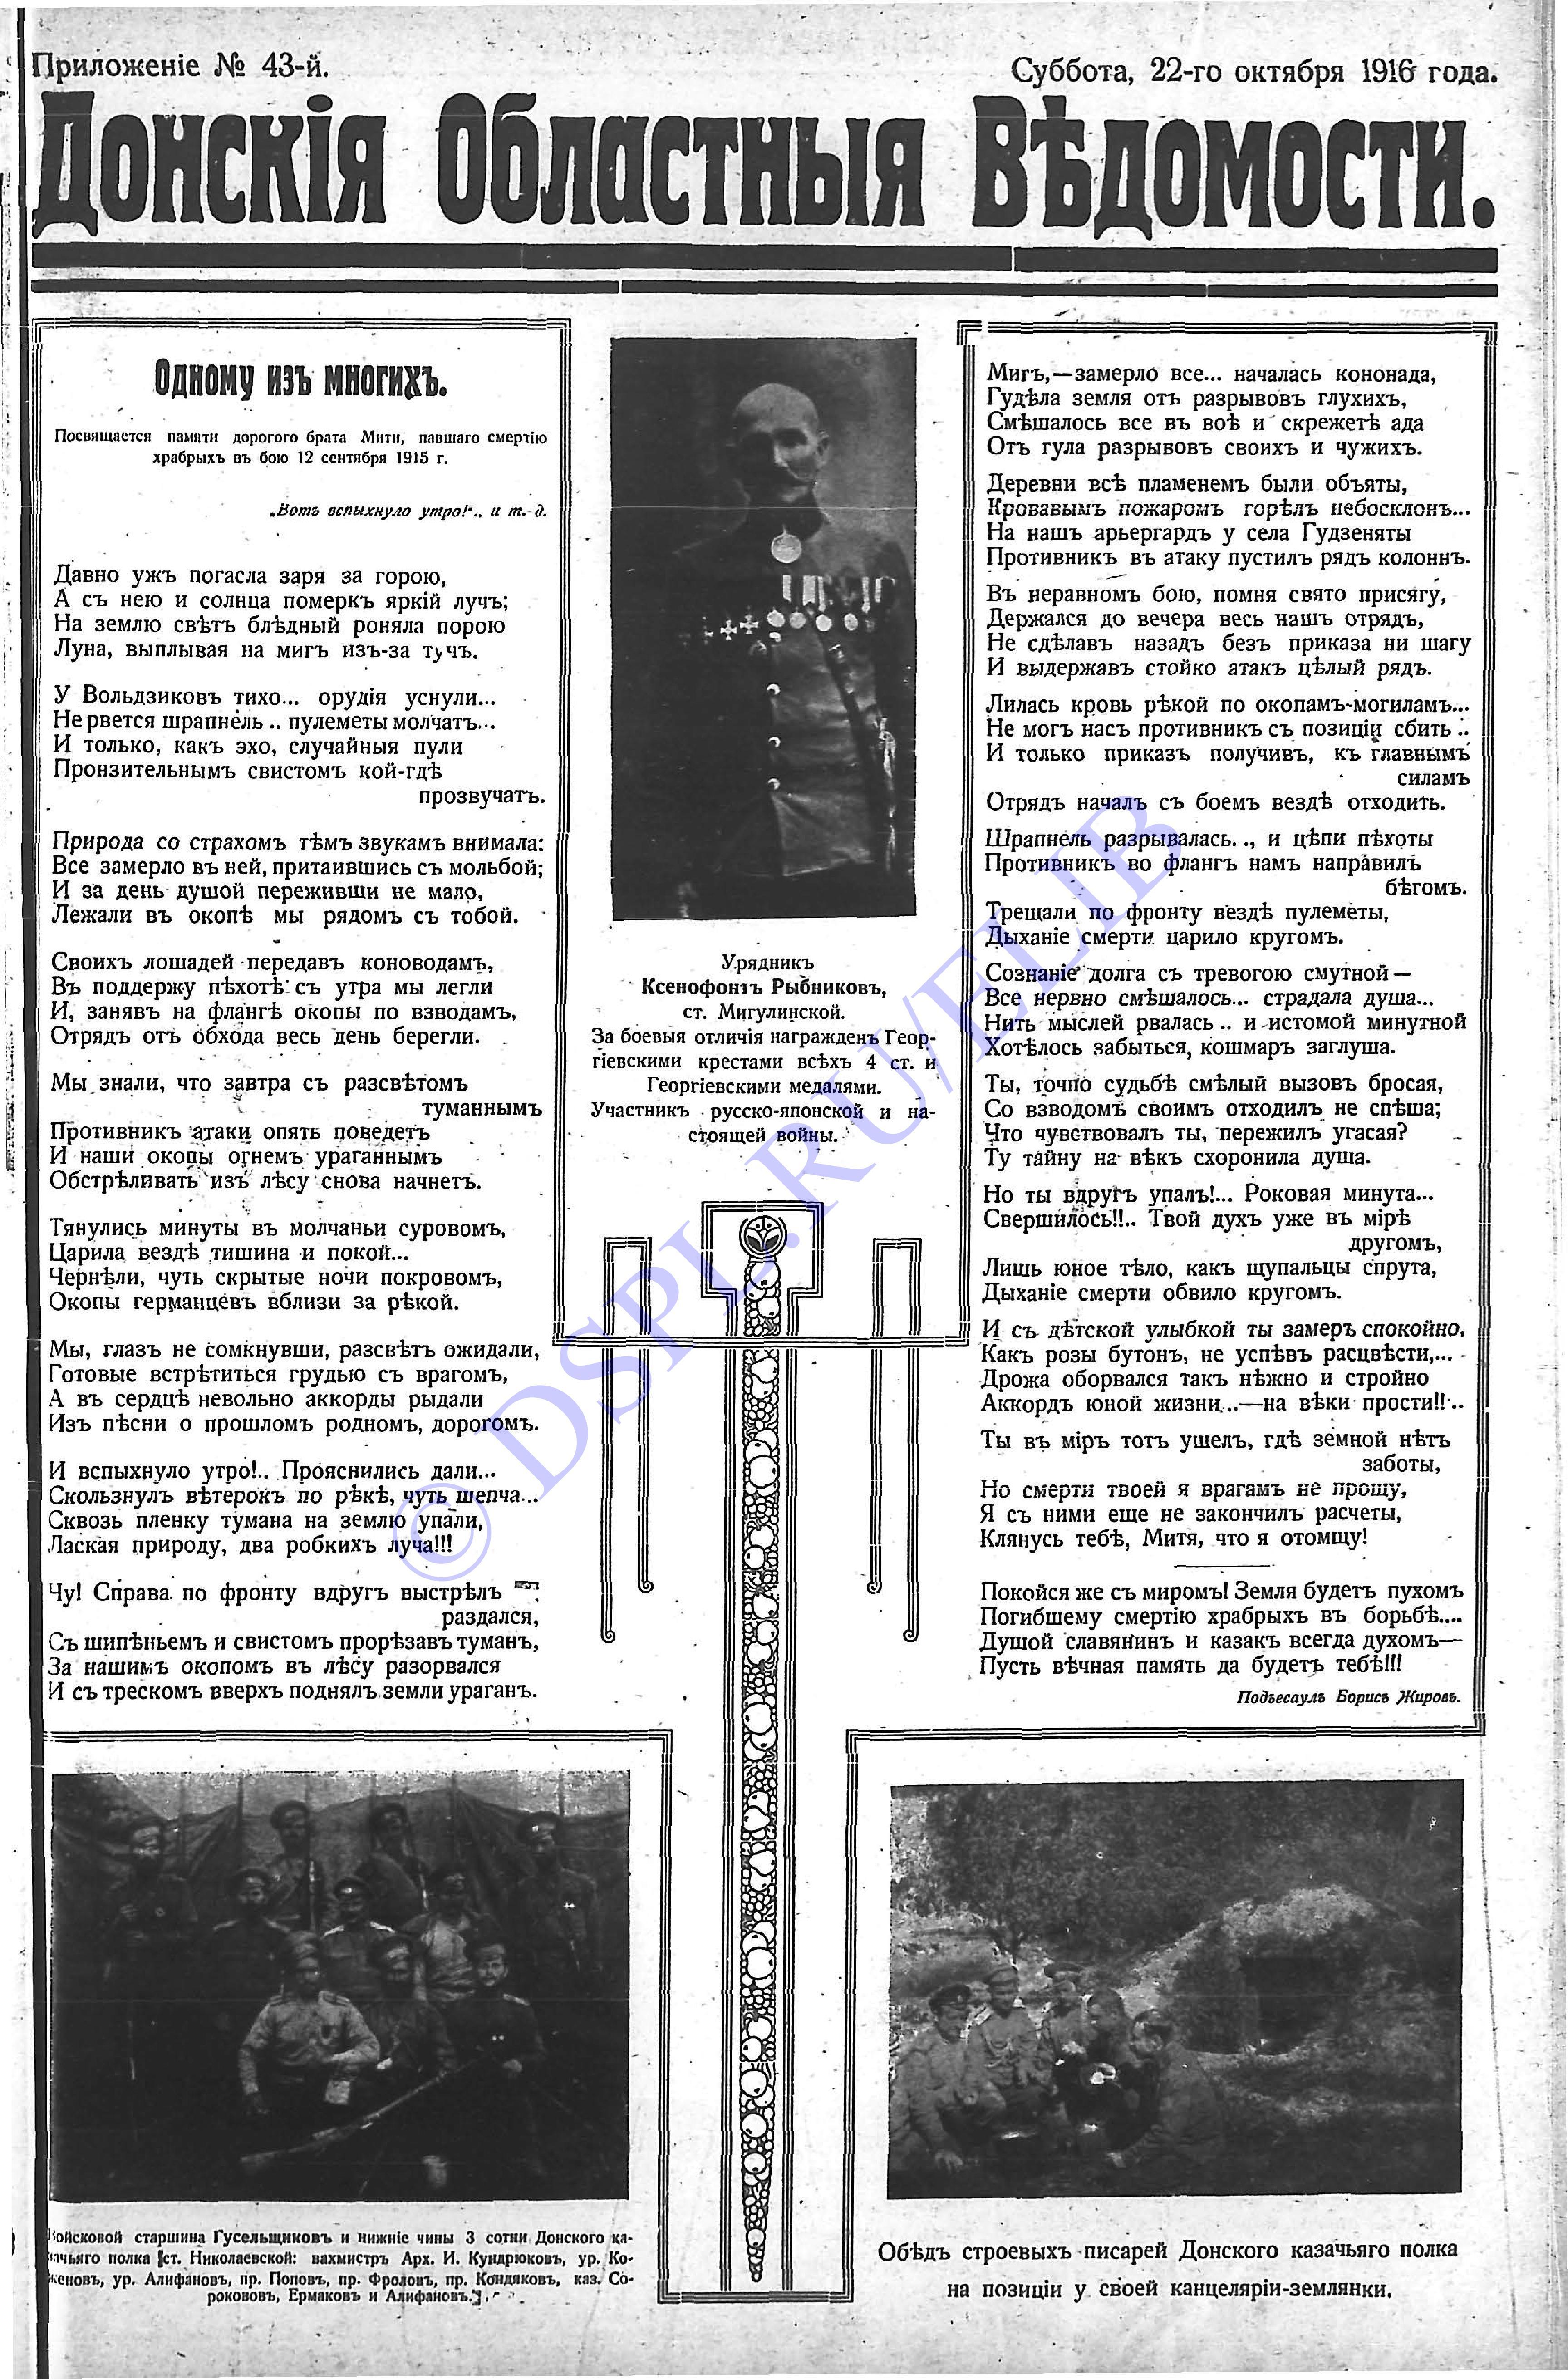 Приложеніе № 43-й.
Суббота, 22-го октября 1916 года.
Донскія Областныя Вѣдомости.
Одному изъ многихъ.
Посвящается памяти дорогого брата Мити, павшаго смертію
храбрыхъ въ бою 12 сентября 1915 г.
„Вотъ вспыхнуло утро!“.. и т. д.
Давно ужъ погасла заря за горою,
А съ нею и солнца померкъ яркій лучъ;
На землю свѣтъ блѣдный роняла порою
Луна, выплывая на мигъ изъ-за тучъ.
У Вольдзиковъ тихо... орудія уснули...
Не рвется шрапнель .. пулеметы молчатъ...
И только, какъ эхо, случайныя пули
Пронзительнымъ свистомъ кой-гдѣ
прозвучатъ.
Природа со страхомъ тѣмъ звукамъ внимала:
Все замерло въ ней, притаившись съ мольбой;
И за день душой переживши не мало,
Лежали въ окопѣ мы рядомъ съ тобой.
Своихъ лошадей передавъ коноводамъ,
Въ поддержу пѣхотѣ съ утра мы легли
И, занявъ на флангѣ окопы по взводамъ,
Отрядъ отъ обхода весь день берегли.
Мы знали, что завтра съ разсвѣтомъ
туманнымъ
Противникъ атаки опять поведетъ
И наши окопы огнемъ ураганнымъ
Обстрѣливать изъ лѣсу снова начнетъ.
Тянулись минуты въ молчаньи суровомъ,
Царила вездѣ тишина и покой...
Чернѣли, чуть скрытые ночи покровомъ,
Окопы германцевъ вблизи за рѣкой.
Мы, глазъ не сомкнувши, разсвѣтъ ожидали,
Готовые встрѣтиться грудью съ врагомъ,
А въ сердцѣ невольно аккорды рыдали
Изъ пѣсни о прошломъ родномъ, дорогомъ.
И вспыхнуло утро!.. Прояснились дали...
Скользнулъ вѣтерокъ по рѣкѣ, чуть шепча...
Сквозь пленку тумана на землю упали,
Лаская природу, два робкихъ луча!!!
Чу! Справа по фронту вдругъ выстрѣлъ
раздался,
Съ шипѣньемъ и свистомъ прорѣзавъ туманъ,
За нашимъ окопомъ въ лѣсу разорвался
И съ трескомъ вверхъ поднялъ земли ураганъ.
Урядникъ
Ксенофонтъ Рыбниковъ,
ст. Мигулинской.
За боевыя отличія награжденъ Геор-
гіевскими крестами всѣхъ 4 ст. и
Георгіевскими медалями.
Участникъ русско-японской и на-
стоящей войны.
Мигъ,—замерло все... началась кононада,
Гудѣла земля отъ разрывовъ глухихъ,
Смѣшалось все въ воѣ и скрежетѣ ада
Отъ гула разрывовъ своихъ и чужихъ.
Деревни всѣ пламенемъ были объяты,
Кровавымъ пожаромъ горѣлъ небосклонъ...
На нашъ арьергардъ у села Гудзеняты
Противникъ въ атаку пустилъ рядъ колоннъ.
Въ неравномъ бою, помня свято присягу,
Держался до вечера весь нашъ отрядъ,
Не сдѣлавъ назадъ безъ приказа ни шагу
И выдержавъ стойко атакъ цѣлый рядъ.
Лилась кровь рѣкой по окопамъ-могиламъ...
Не могъ насъ противникъ съ позиціи сбить ..
И только приказъ получивъ, къ главнымъ
силамъ
Отрядъ началъ съ боемъ вездѣ отходить.
Шрапнель разрывалась. ., и цѣпи пѣхоты
Противникъ во флангъ намъ направилъ
бѣгомъ.
Трещали по фронту вездѣ пулеметы,
Дыханіе смерти царило кругомъ.
Сознаніе долга съ тревогою смутной—
Все нервно смѣшалось... страдала душа...
Нить мыслей рвалась .. и истомой минутной
Хотѣлось забыться, кошмаръ заглуша.
Ты, точно судьбѣ смѣлый вызовъ бросая,
Со взводомъ своимъ отходилъ не спѣша;
Что чувствовалъ ты, пережилъ угасая?
Ту тайну на вѣкъ схоронила душа.
Но ты вдругъ упалъ!... Роковая минута...
Свершилось!!.. Твой духъ уже въ мірѣ
другомъ,
Лишь юное тѣло, какъ щупальцы спрута,
Дыханіе смерти обвило кругомъ.
И съ дѣтской улыбкой ты замеръ спокойно,
Какъ розы бутонъ, не успѣвъ расцвѣсти,...
Дрожа оборвался такъ нѣжно и стройно
Аккордъ юной жизни...—на вѣки прости!!...
Ты въ міръ тотъ ушелъ, гдѣ земной нѣтъ
заботы,
Но смерти твоей я врагамъ не прощу,
Я съ ними еще не закончилъ расчеты,
Клянусь тебѣ, Митя, что я отомщу!
Покойся же съ миромъ! Земля будетъ пухомъ
Погибшему смертію храбрыхъ въ борьбѣ....
Душой славянинъ и казакъ всегда духомъ—
Пусть вѣчная память да будетъ тебѣ!!!
Подъесаулъ Борисъ Жировъ.
Войсковой старшина Гусельщиковъ и нижніе чины 3 сотни Донского ка-
зачьяго полка ст. Николаевской: вахмистръ Арх. И. Кундрюковъ, ур. Ко-
ур. Алифановъ, пр. Поповъ, пр. Фроловъ, пр. Кондяковъ, каз. Со-
рокововъ, Ермаковъ и Алифановъ.
Обѣдъ строевыхъ писарей Донского казачьяго полка
на позиціи у своей канцеляріи-землянки.
© DSPL.RU/ELIB